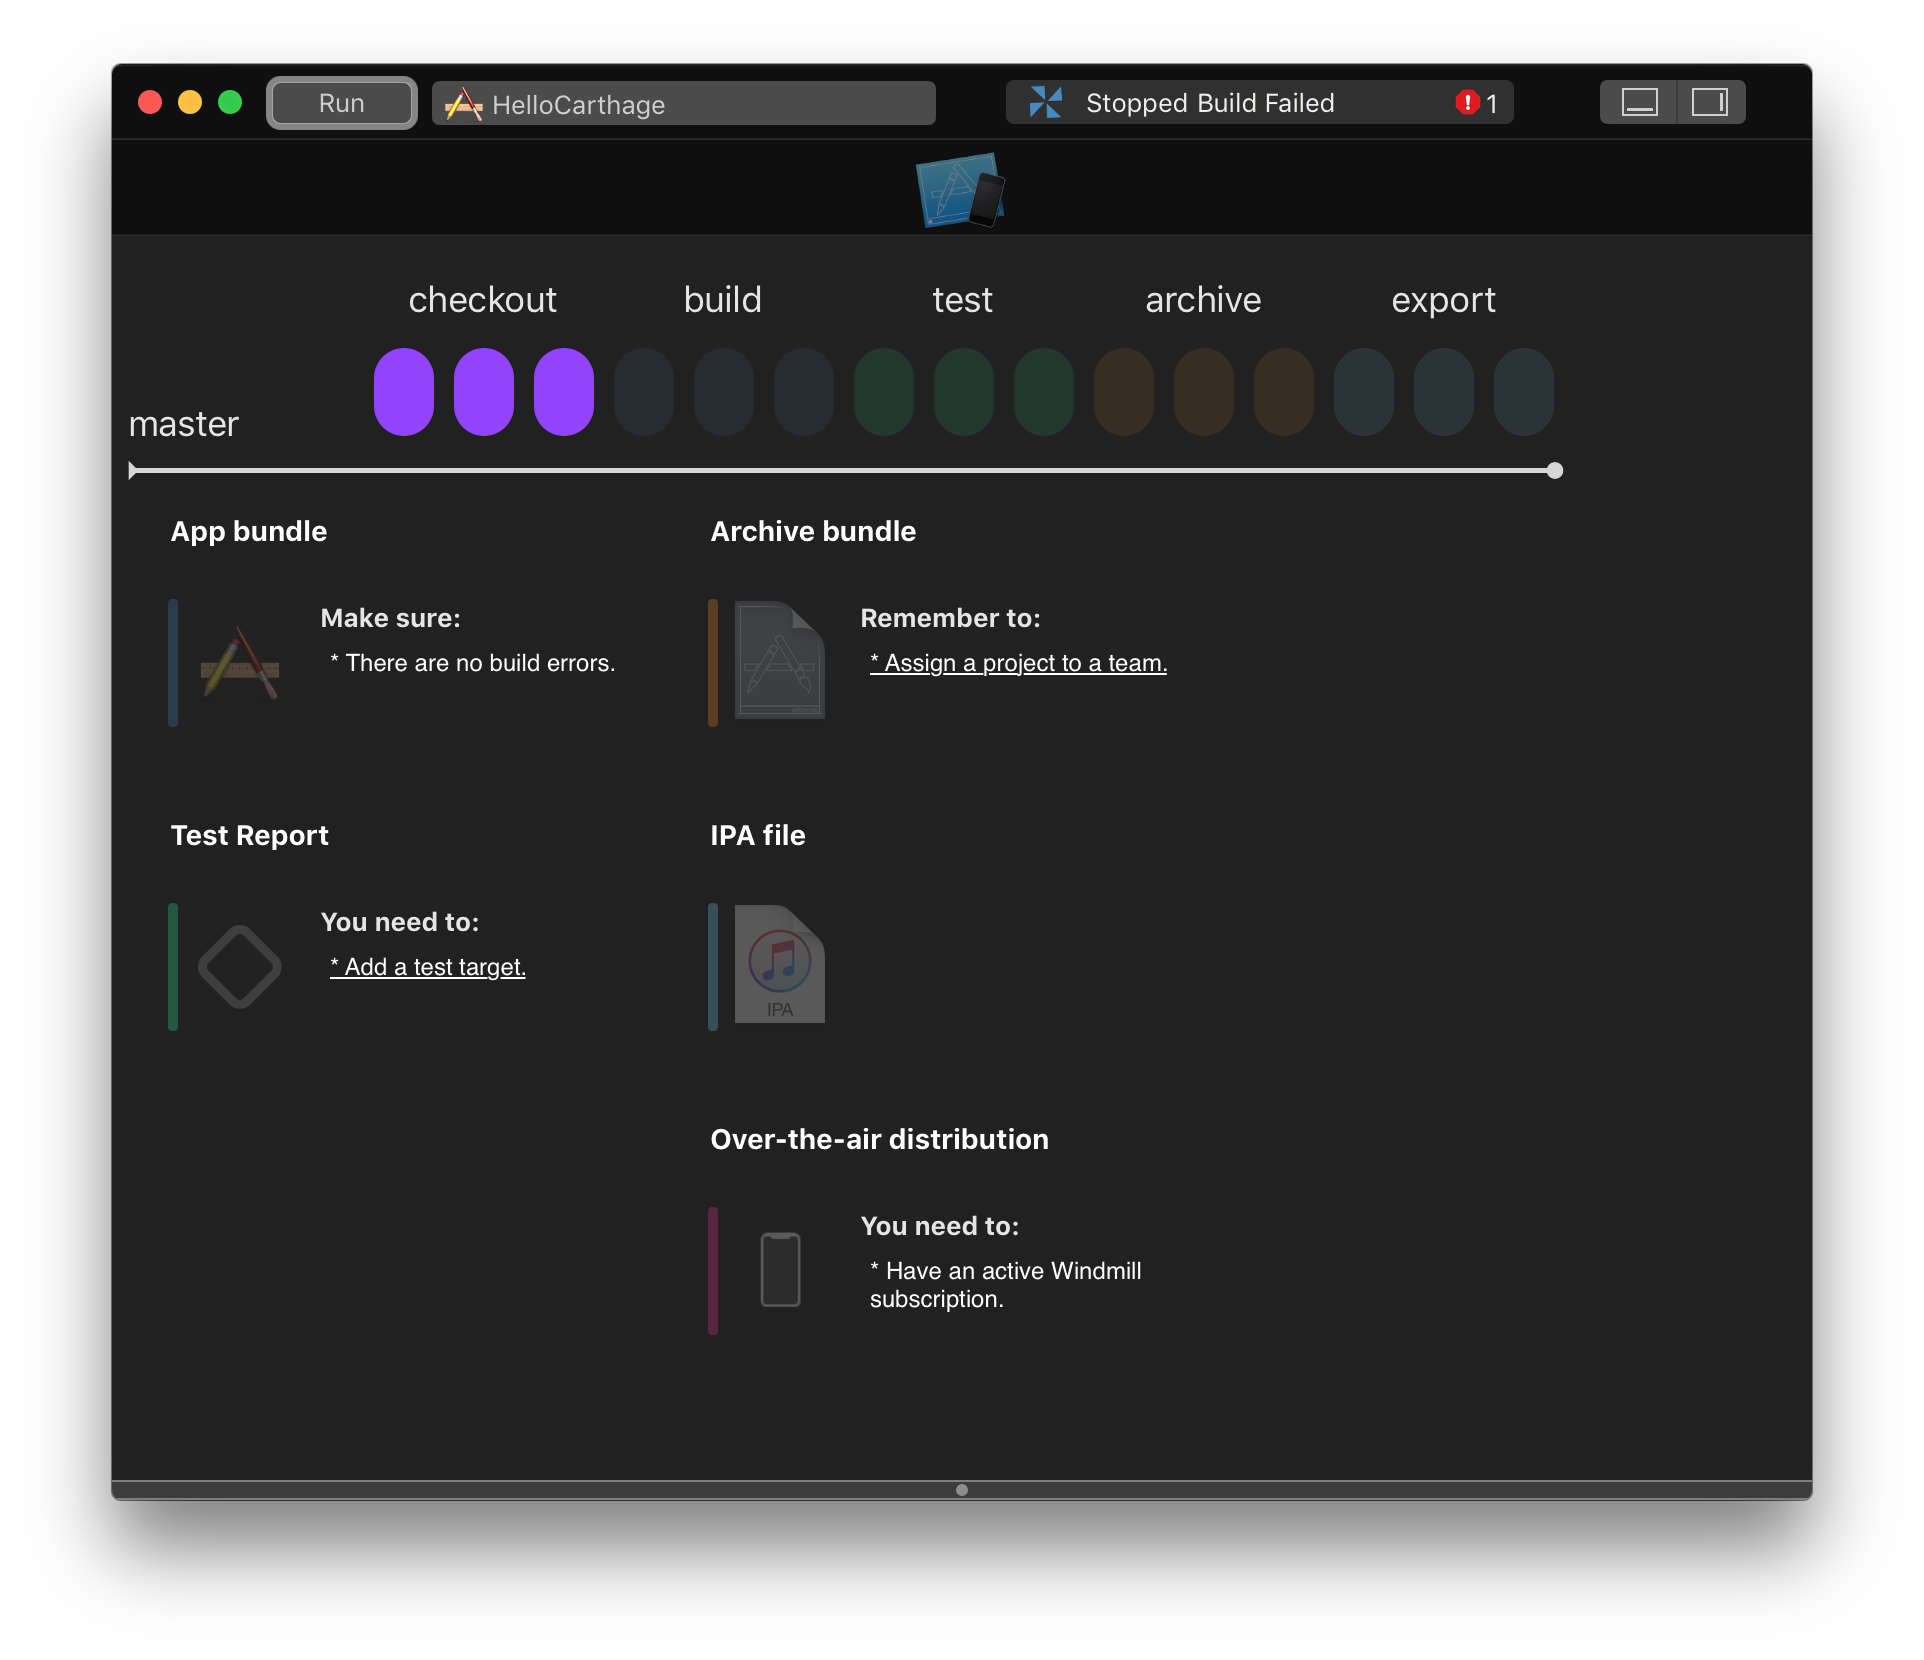 Run
HelloCarthage
Stopped Build Failed
1
checkout
build
test
archive
export
master
App bundle
Make sure:
* There are no build errors.
Archive bundle
Remember to:
* Assign a project to a team.
ARCHIVE
Test Report
You need to:
* Add a test target.
IPA file
IPA
Over-the-air distribution
You need to:
* Have an active Windmill
subscription.